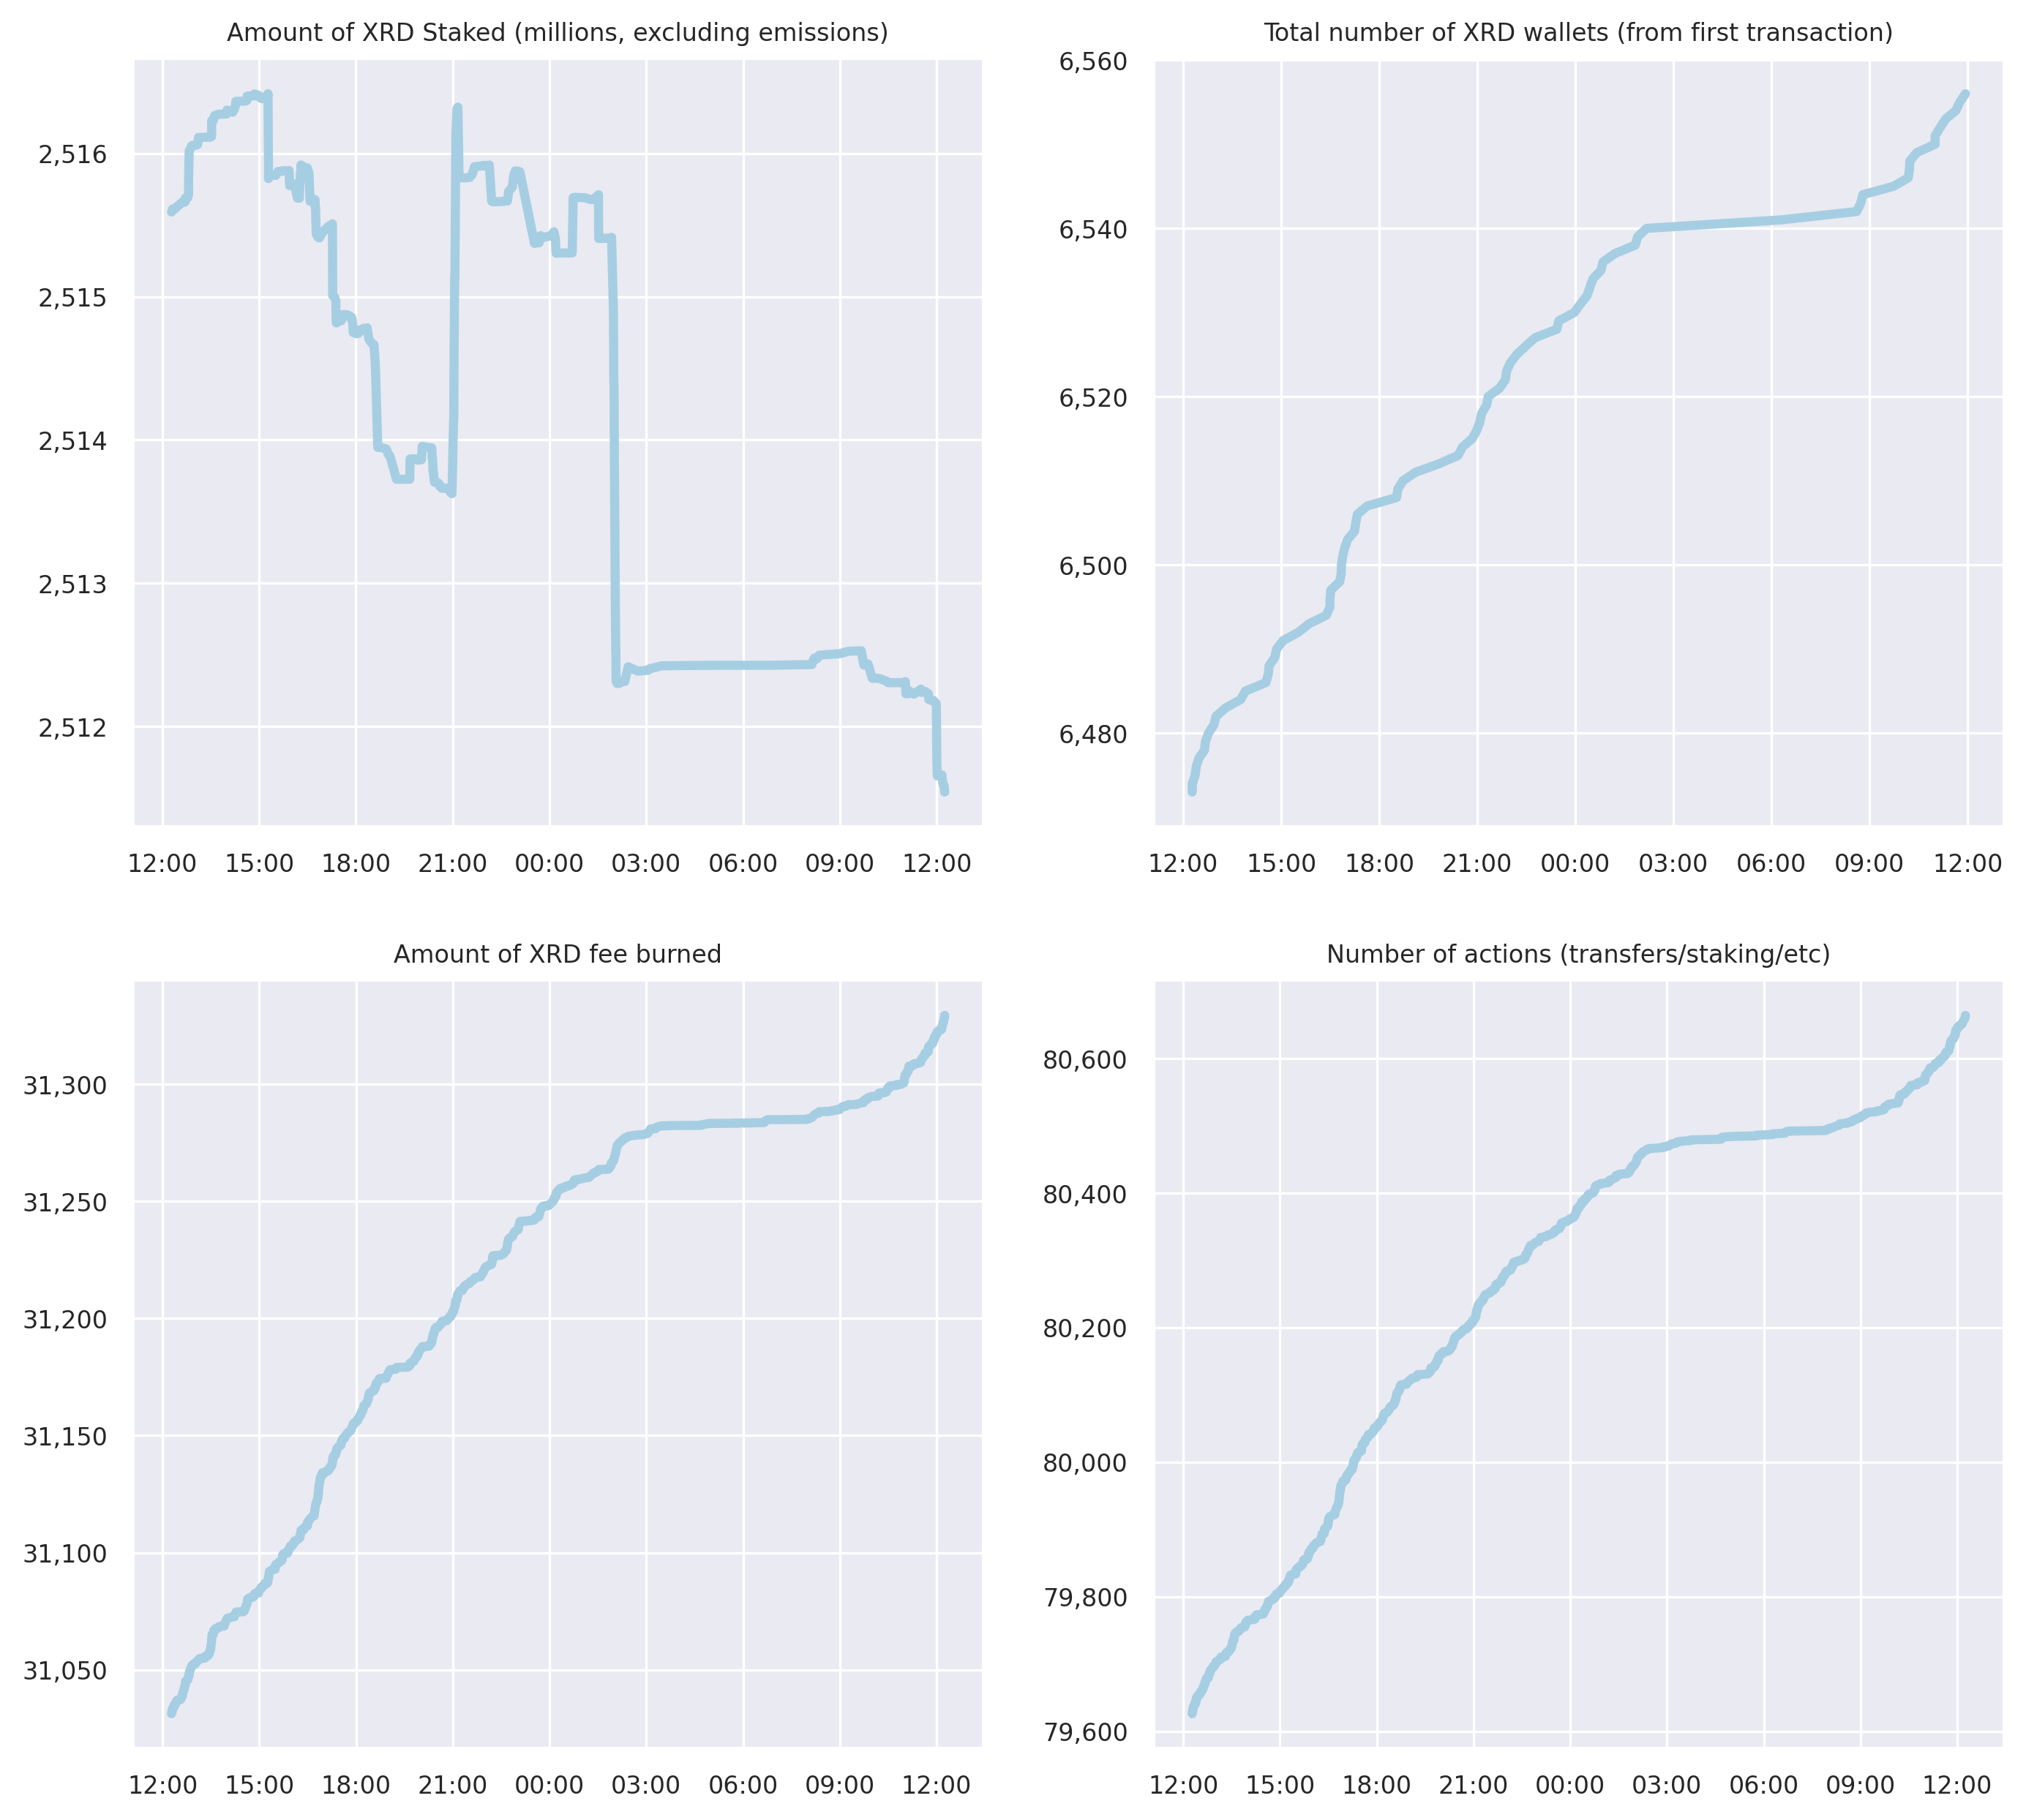 Amount of XRD Staked (millions, excluding emissions)
2,516
2,515
2,514
2,513
2,512
12:00 15:00 18:00 21:00 00:00 03:00 06:00 09:00 12:00
Total number of XRD wallets (from first transaction)
6,560
6,540
6,520
6,500
6,480
12:00 15:00 18:00 21:00 00:00 03:00 06:00 09:00 12:00
Amount of XRD fee burned
31,300
31,250
31,200
31,150
31,100
31,050
12:00 15:00 18:00 21:00 00:00 03:00 06:00 09:00 12:00
Number of actions (transfers/staking/etc)
80,600
80,400
80,200
80,000
79,800
79,600
12:00 15:00 18:00 21:00 00:00 03:00 06:00 09:00 12:00